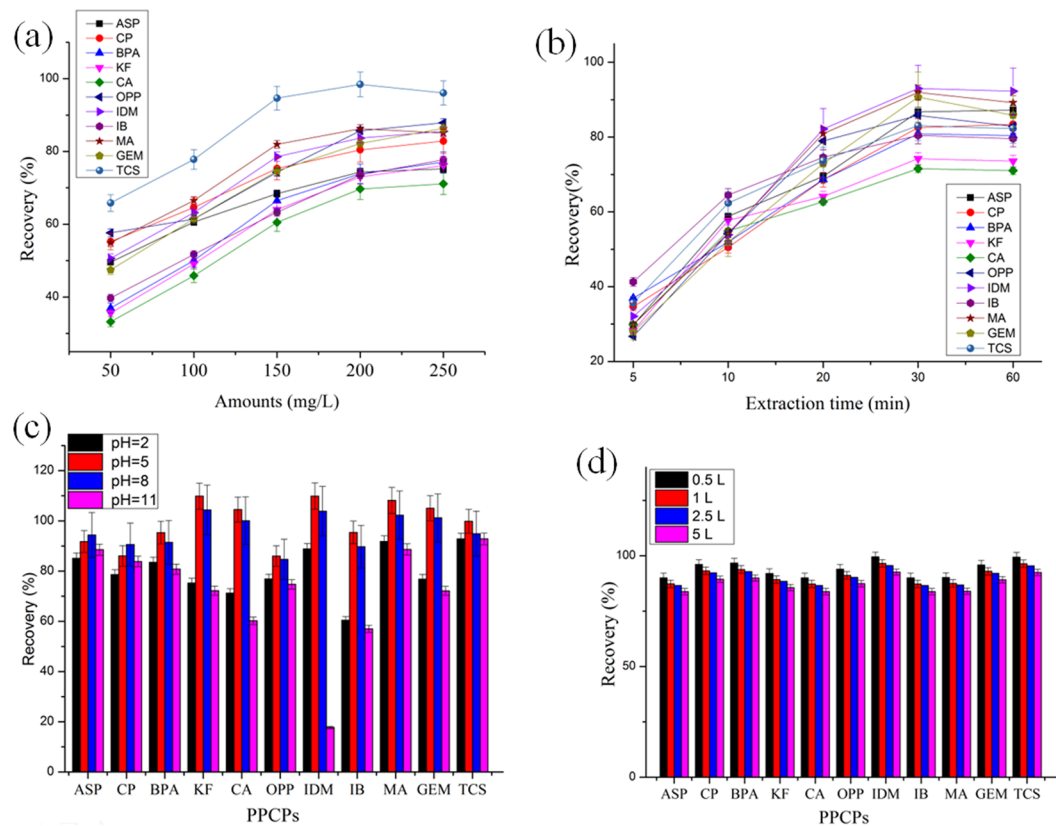 (a)
ASP
CP
BPA
KF
CA
OPP
IDM
IB
MA
GEM
TCS
Recovery (%)
100
80
60
40
50 100 150 200 250
Amounts (mg/L)
(b)
Recovery(%)
100
80
60
40
20
ASP
CP
BPA
KF
CA
OPP
IDM
IB
MA
GEM
TCS
5 10 20 30 60
Extraction time (min)
(c)
pH=2
pH=5
pH=8
pH=11
Recovery (%)
120
100
80
60
40
20
0
ASP CP BPA KF CA OPP IDM IB MA GEM TCS
PPCPs
(d)
0.5 L
1 L
2.5 L
5 L
Recovery (%)
100
50
0
ASP CP BPA KF CA OPP IDM IB MA GEM TCS
PPCPs